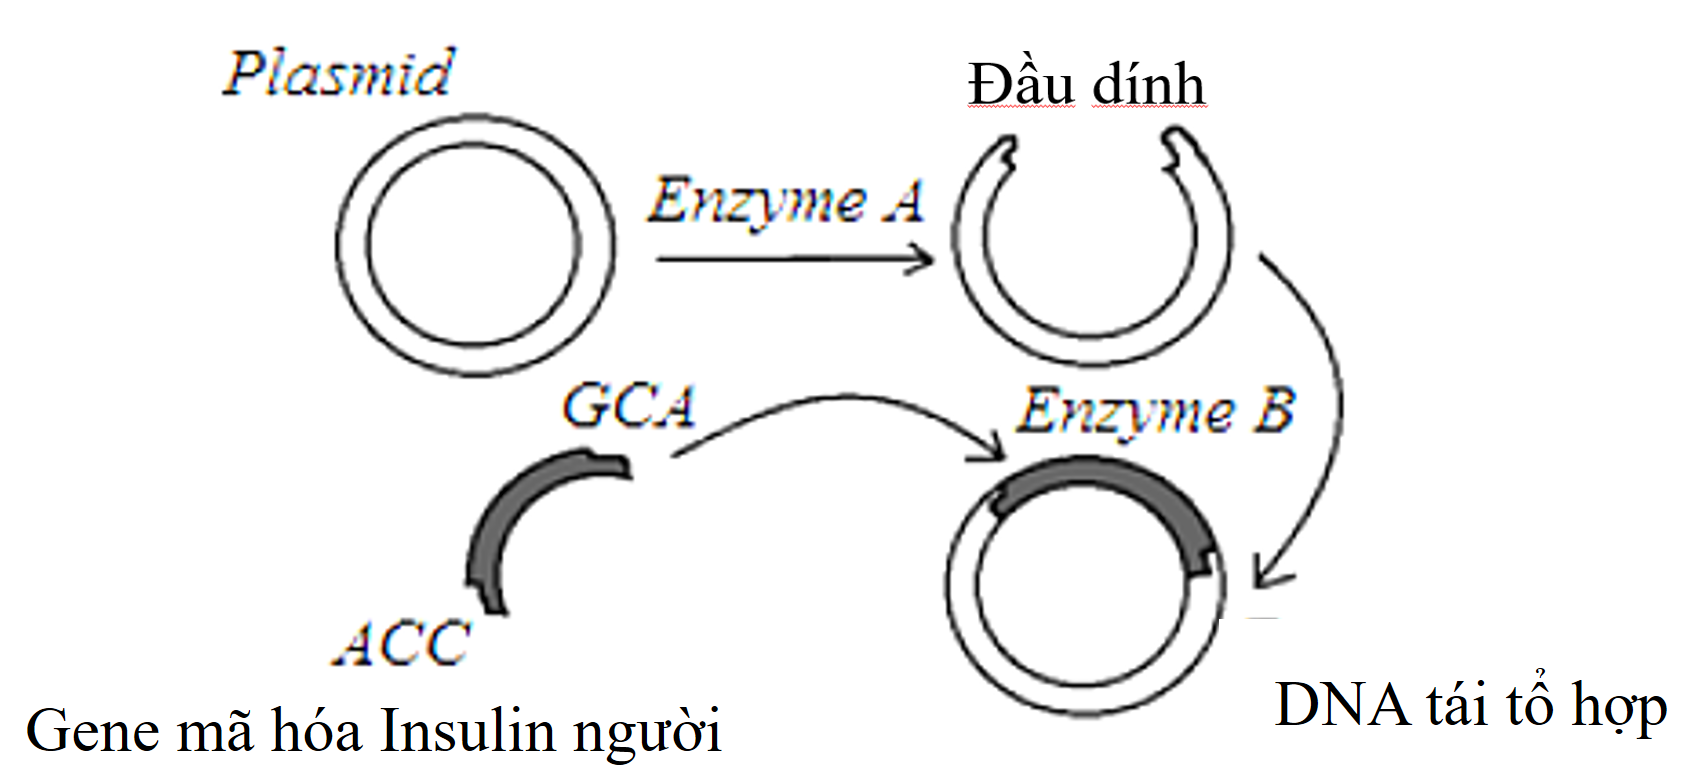 Plasmid
Đầu dính
Enzyme A
GCA
Enzyme B
ACC
Gene mã hóa Insulin người
DNA tái tổ hợp